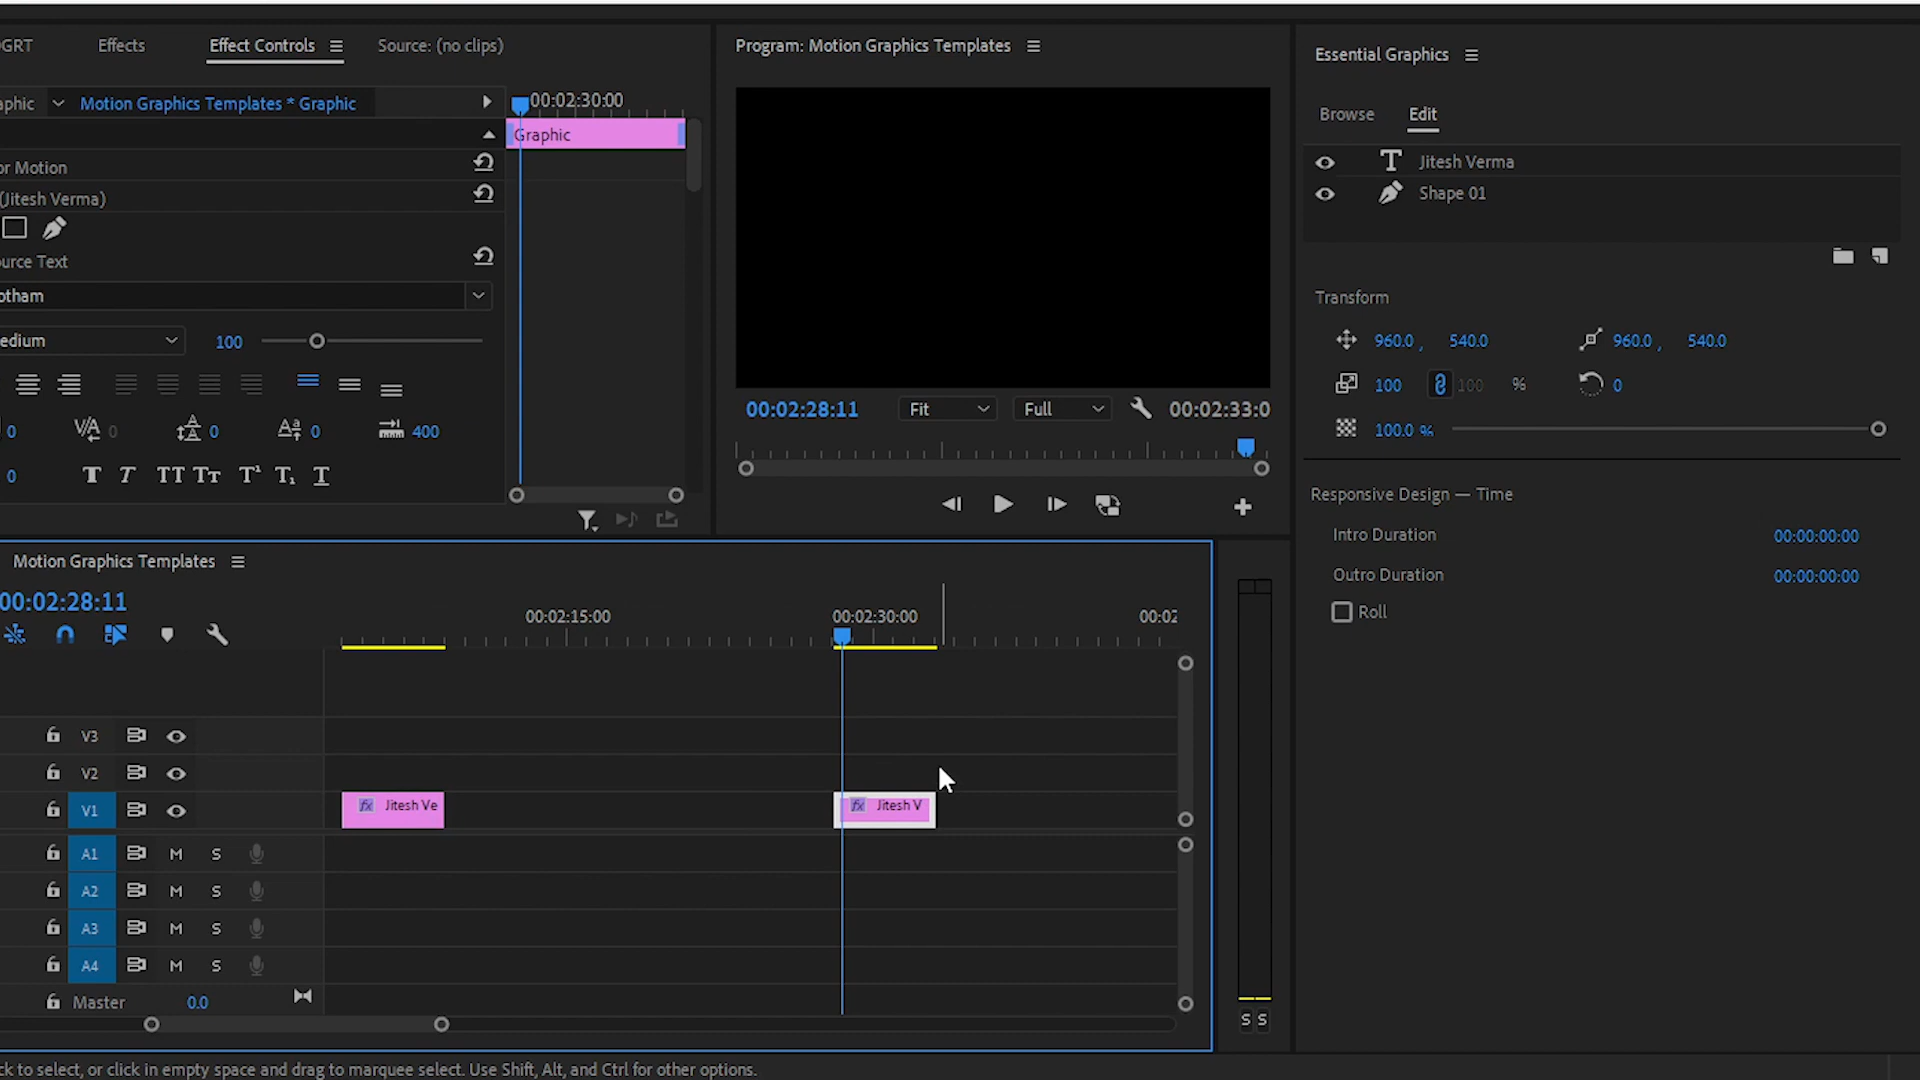 GRT
Effects
Effect Controls
Source: (no clips)
aphic
Motion Graphics Templates * Graphic
00:02:30:00
Graphic
or Motion
(Jitesh Verma)
urce Text
otham
edium
100
0
0
0
0
400
0
Program: Motion Graphics Templates
00:02:28:11
Fit
Full
00:02:33:0
Essential Graphics
Browse
Edit
Jitesh Verma
Shape 01
Transform
960.0 , 540.0
960.0 , 540.0
100
100
%
0
100.0 %
Responsive Design — Time
Intro Duration
00:00:00:00
Outro Duration
00:00:00:00
Roll
Motion Graphics Templates
00:02:28:11
00:02:15:00
00:02:30:00
00:02
V3
V2
V1
Jitesh Ve
Jitesh V
A1 M S
A2 M S
A3 M S
A4 M S
Master
0.0
S S
ck to select, or click in empty space and drag to marquee select. Use Shift, Alt, and Ctrl for other options.